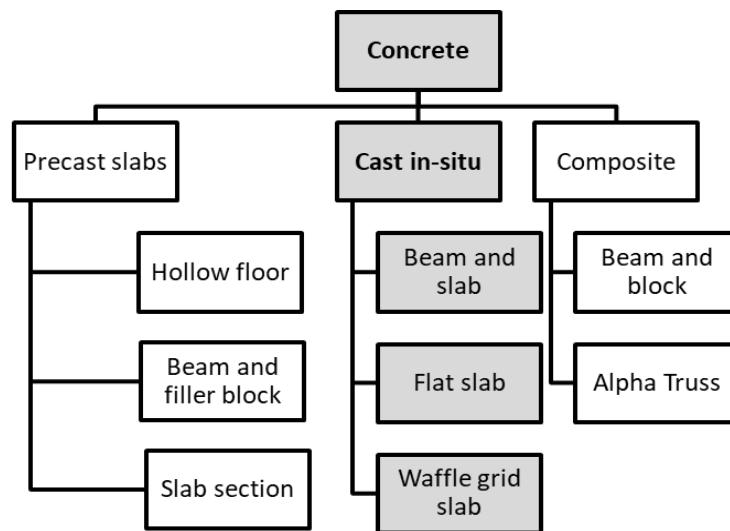 Concrete
Precast slabs
Cast in-situ
Composite
Hollow floor
Beam and
filler block
Slab section
Beam and
slab
Flat slab
Waffle grid
slab
Beam and
block
Alpha Truss